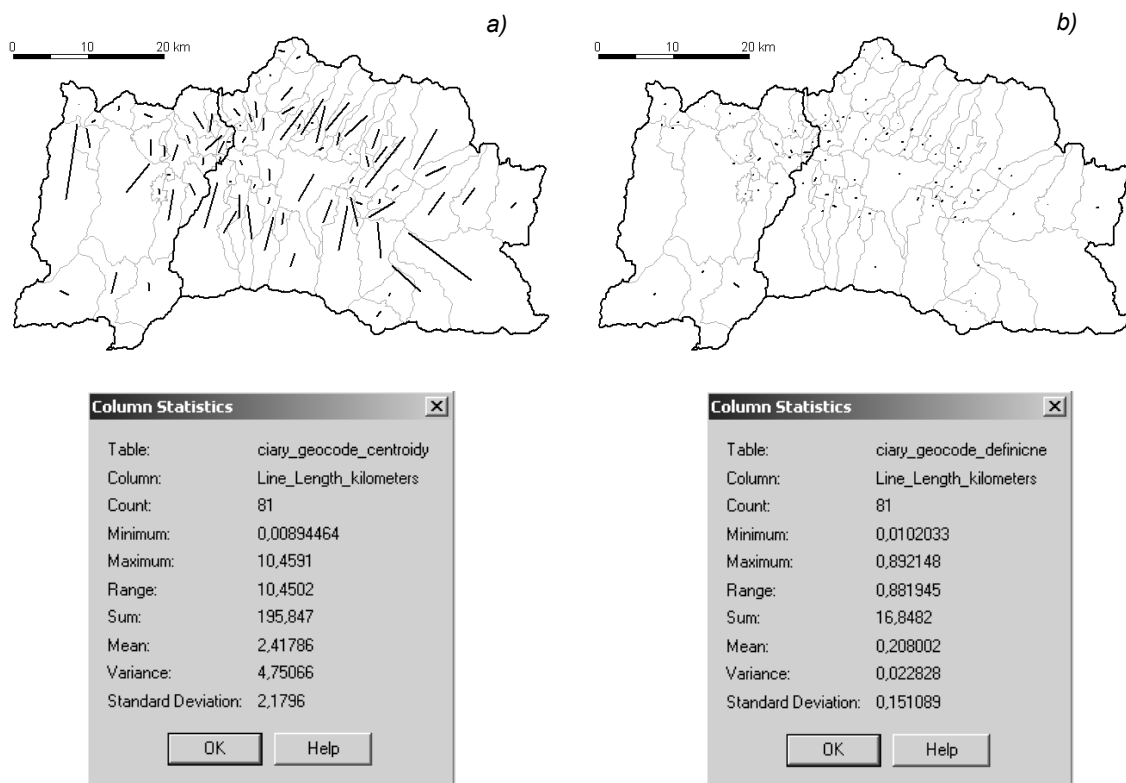 a)
0 10 20 km
b)
0 10 20 km
Column Statistics
Table: ciary_geocode_centroidy
Column: Line_Length_kilometers
Count: 81
Minimum: 0,00894464
Maximum: 10,4591
Range: 10,4502
Sum: 195,847
Mean: 2,41786
Variance: 4,75066
Standard Deviation: 2,1796
OK Help
Column Statistics
Table: ciary_geocode_definicne
Column: Line_Length_kilometers
Count: 81
Minimum: 0,0102033
Maximum: 0,892148
Range: 0,881945
Sum: 16,8482
Mean: 0,208002
Variance: 0,022828
Standard Deviation: 0,151089
OK Help